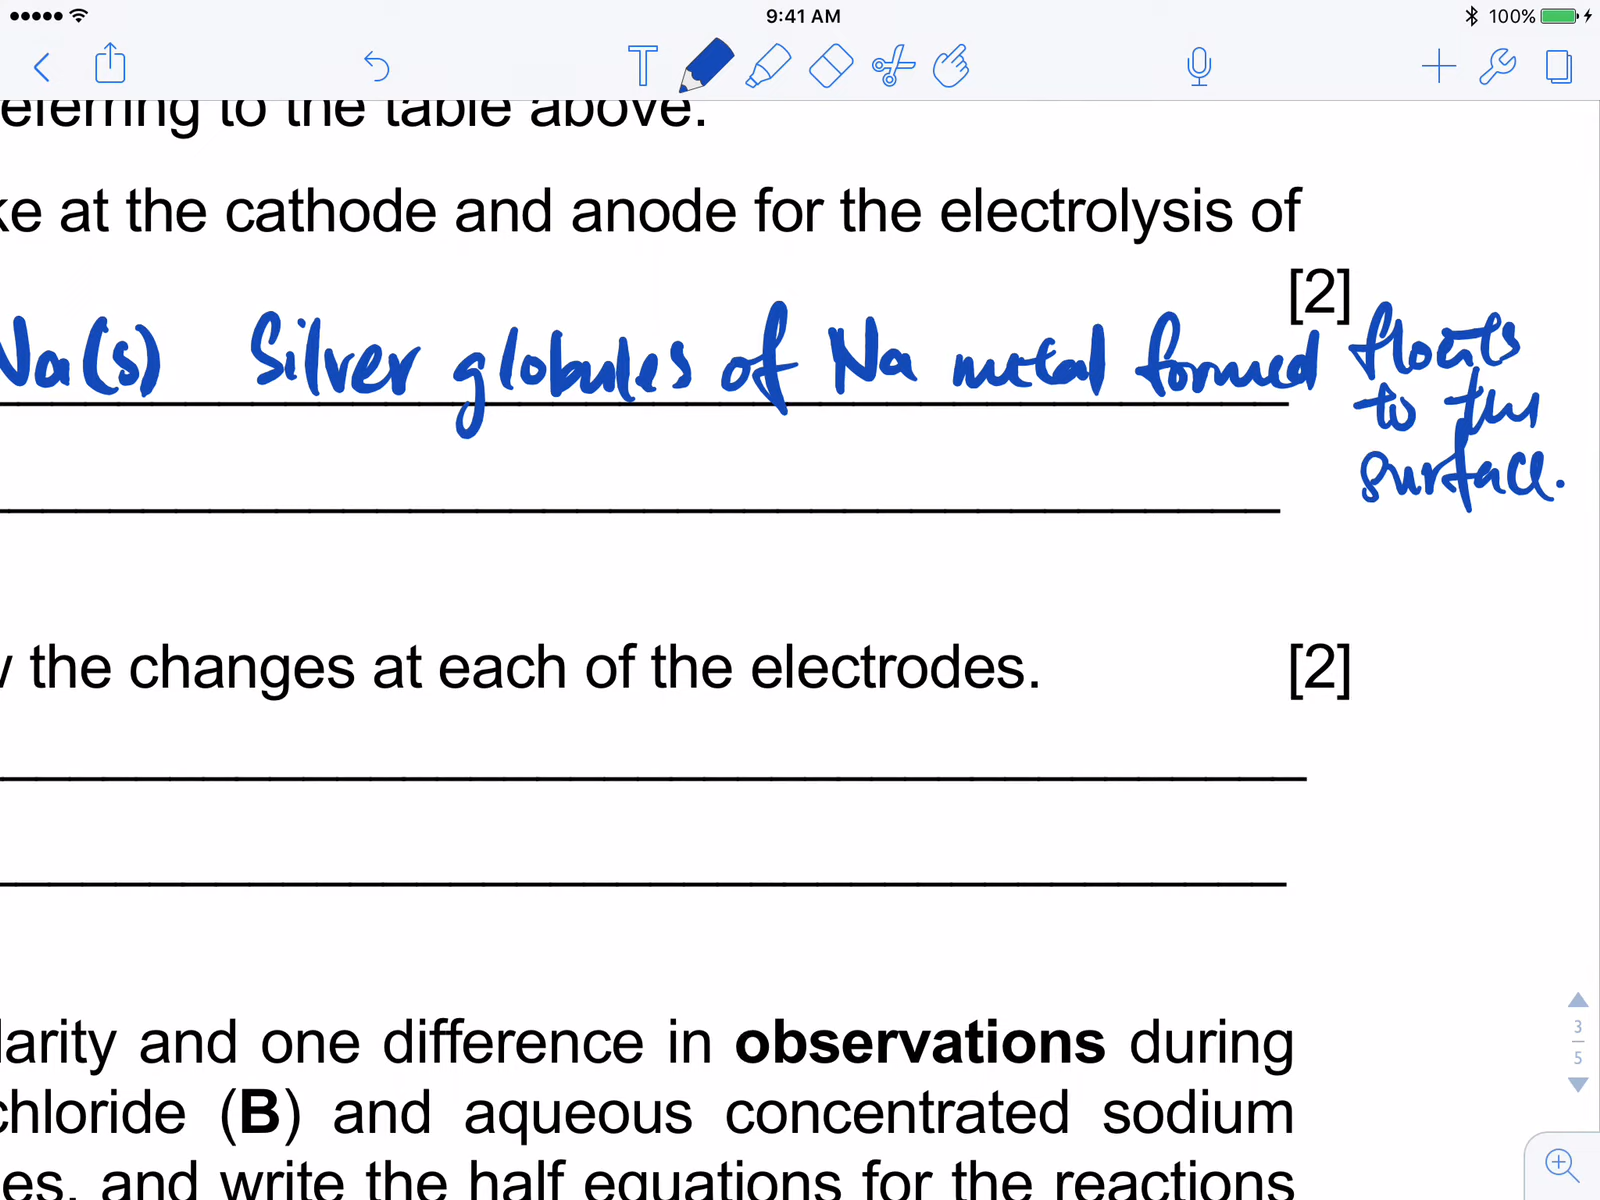 9:41 AM
100%
T
eferring to the table above.
ke at the cathode and anode for the electrolysis of
[2]
Na(s) Silver globules of Na metal formed floats
to the
surface.
w the changes at each of the electrodes. [2]
larity and one difference in observations during
chloride (B) and aqueous concentrated sodium
es, and write the half equations for the reactions
3
5